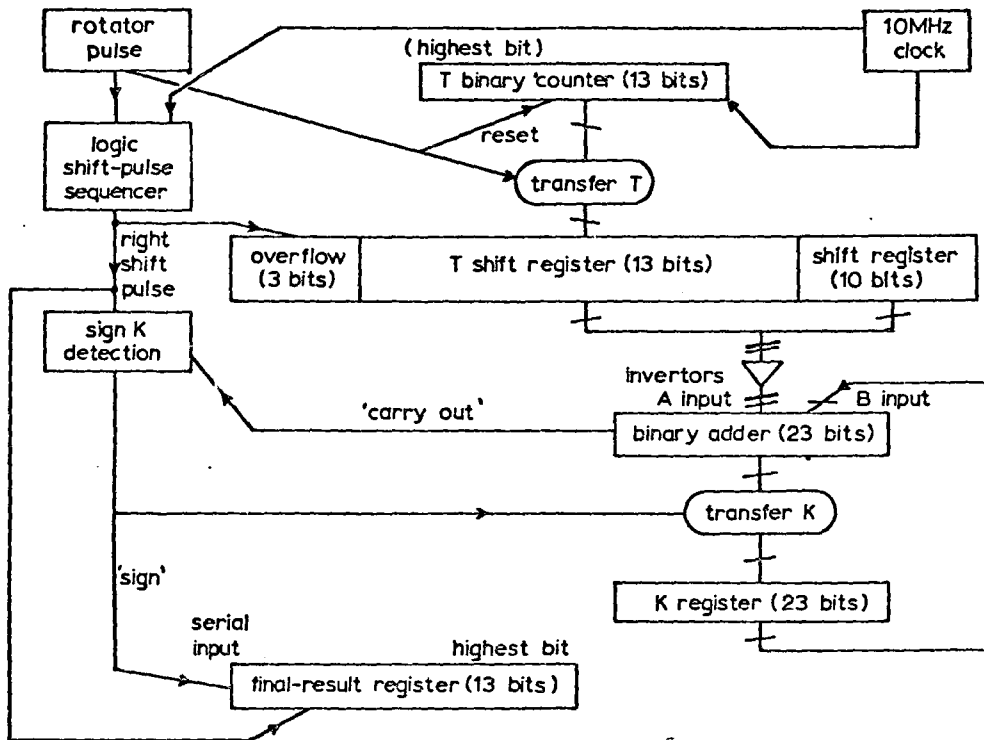 rotator
pulse
(highest bit)
10MHz
clock
T binary counter (13 bits)
reset
logic
shift-pulse
sequencer
transfer T
right
shift
pulse
overflow
(3 bits)
T shift register (13 bits)
shift register
(10 bits)
sign K
detection
invertors
A input
B input
'carry out'
binary adder (23 bits)
transfer K
'sign'
K register (23 bits)
serial
input
highest bit
final-result register (13 bits)